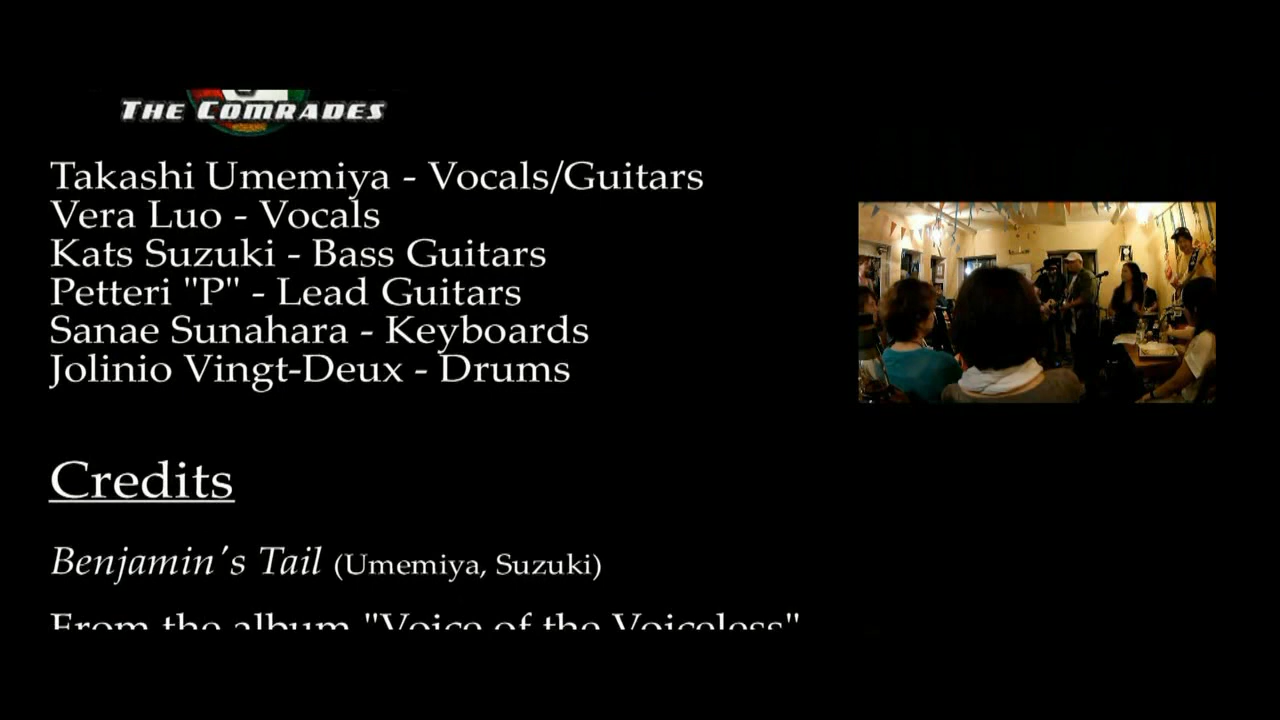 THE COMRADES
Takashi Umemiya - Vocals/Guitars
Vera Luo - Vocals
Kats Suzuki - Bass Guitars
Petteri "P" - Lead Guitars
Sanae Sunahara - Keyboards
Jolinio Vingt-Deux - Drums
Credits
Benjamin's Tail (Umemiya, Suzuki)
From the album "Voice of the Voiceless"